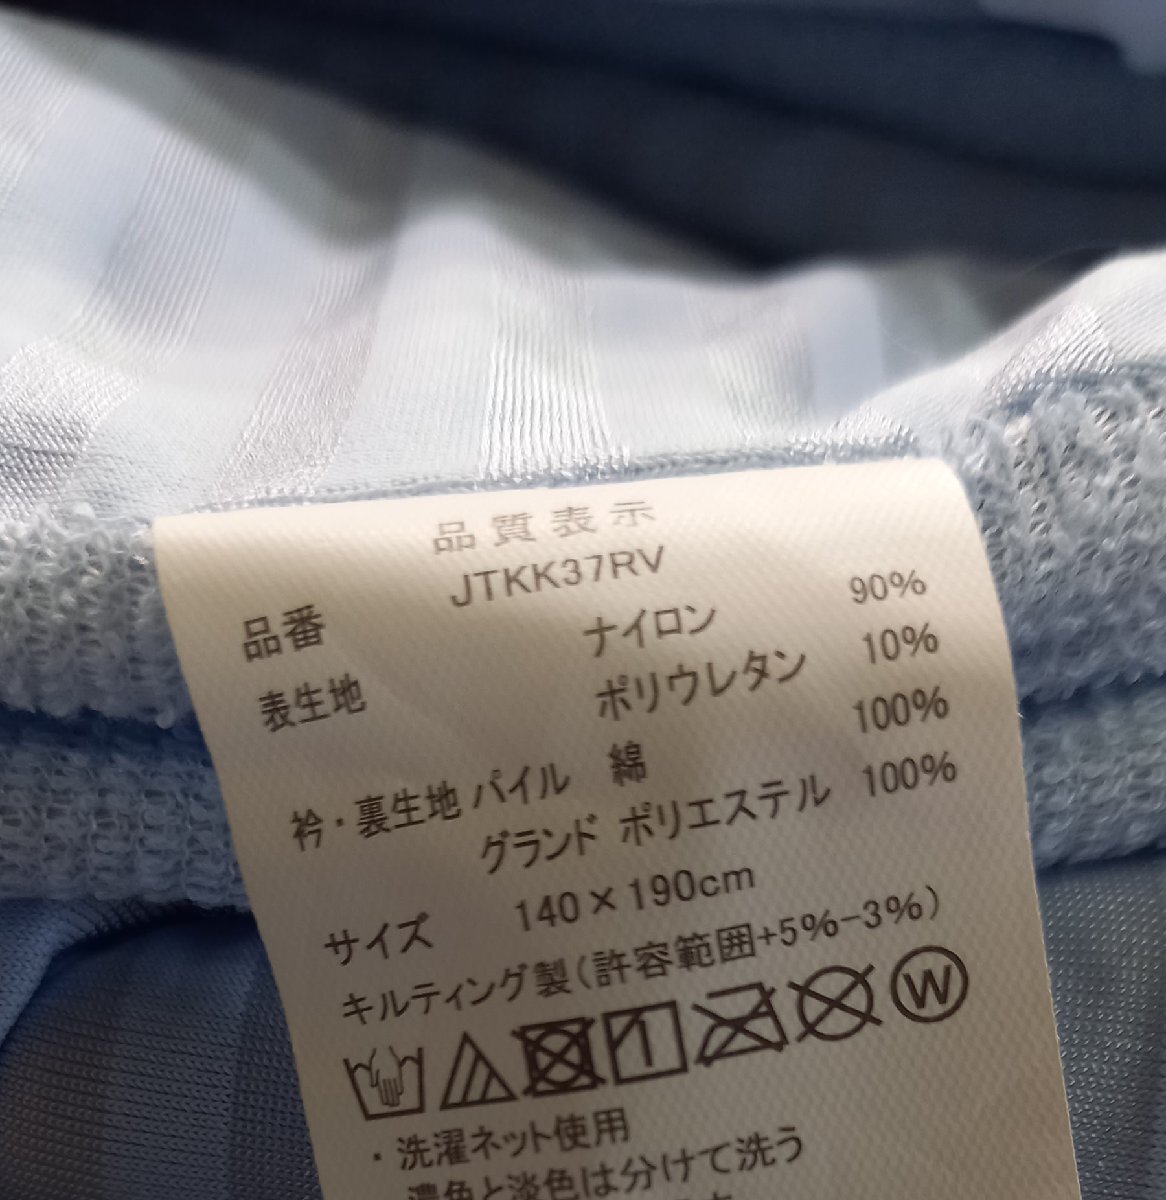 品質表示
品番 JTKK37RV
表生地 ナイロン 90%
ポリウレタン 10%
衿・裏生地 パイル 綿 100%
グランド ポリエステル 100%
サイズ 140×190cm
キルティング製(許容範囲+5%-3%)
W
・洗濯ネット使用
濃色と淡色は分けて洗う